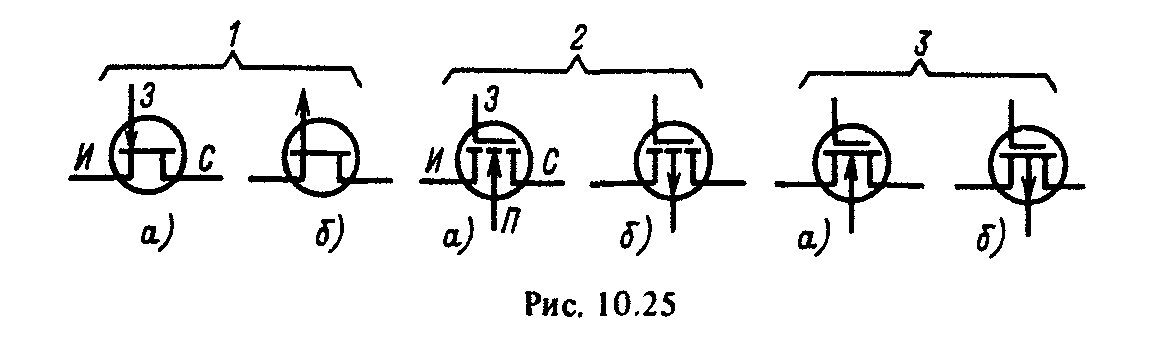 1 2 3
З З
И С И С
П
а) б) а) б) а) б)
Рис. 10.25